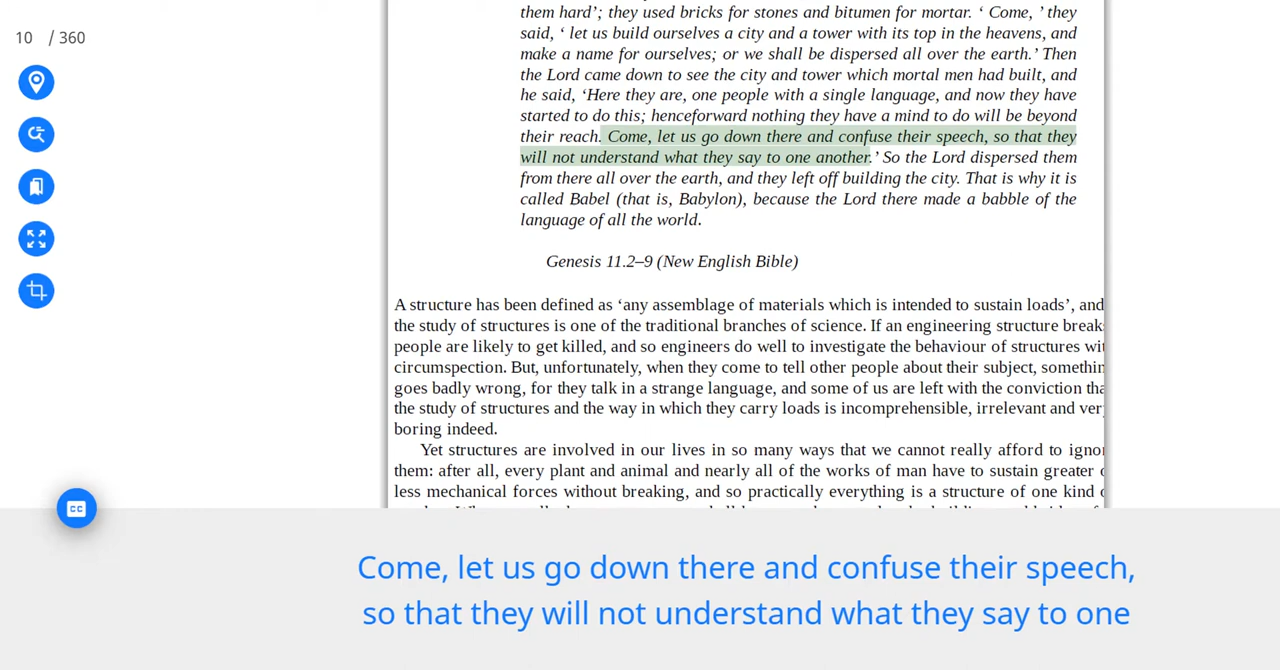 them hard’; they used bricks for stones and bitumen for mortar. ‘ Come, ’ they
10 / 360
said, ‘ let us build ourselves a city and a tower with its top in the heavens, and
make a name for ourselves; or we shall be dispersed all over the earth.’ Then
the Lord came down to see the city and tower which mortal men had built, and
he said, ‘Here they are, one people with a single language, and now they have
started to do this; henceforward nothing they have a mind to do will be beyond
their reach. Come, let us go down there and confuse their speech, so that they
will not understand what they say to one another.’ So the Lord dispersed them
from there all over the earth, and they left off building the city. That is why it is
called Babel (that is, Babylon), because the Lord there made a babble of the
language of all the world.
Genesis 11.2–9 (New English Bible)
A structure has been defined as ‘any assemblage of materials which is intended to sustain loads’, and
the study of structures is one of the traditional branches of science. If an engineering structure break
people are likely to get killed, and so engineers do well to investigate the behaviour of structures wit
circumspection. But, unfortunately, when they come to tell other people about their subject, somethin
goes badly wrong, for they talk in a strange language, and some of us are left with the conviction tha
the study of structures and the way in which they carry loads is incomprehensible, irrelevant and ver
boring indeed.
Yet structures are involved in our lives in so many ways that we cannot really afford to igno
them: after all, every plant and animal and nearly all of the works of man have to sustain greater
less mechanical forces without breaking, and so practically everything is a structure of one kind
CC
Come, let us go down there and confuse their speech,
so that they will not understand what they say to one